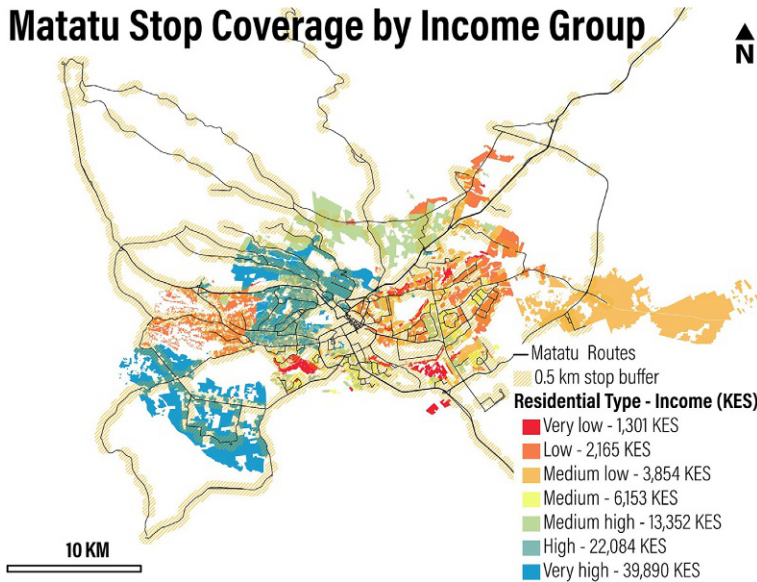 Matatu Stop Coverage by Income Group
N
Matatu Routes
0.5 km stop buffer
Residential Type - Income (KES)
Very low - 1,301 KES
Low - 2,165 KES
Medium low - 3,854 KES
Medium - 6,153 KES
Medium high - 13,352 KES
High - 22,084 KES
Very high - 39,890 KES
10 KM